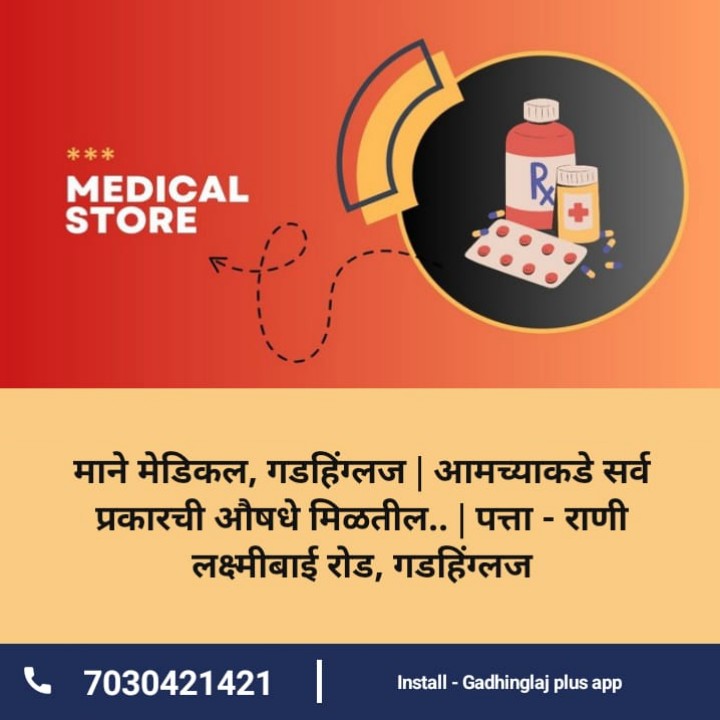 ***
MEDICAL
STORE
Rx
माने मेडिकल, गडहिंग्लज | आमच्याकडे सर्व
प्रकारची औषधे मिळतील.. | पत्ता - राणी
लक्ष्मीबाई रोड, गडहिंग्लज
7030421421 | Install - Gadhinglaj plus app